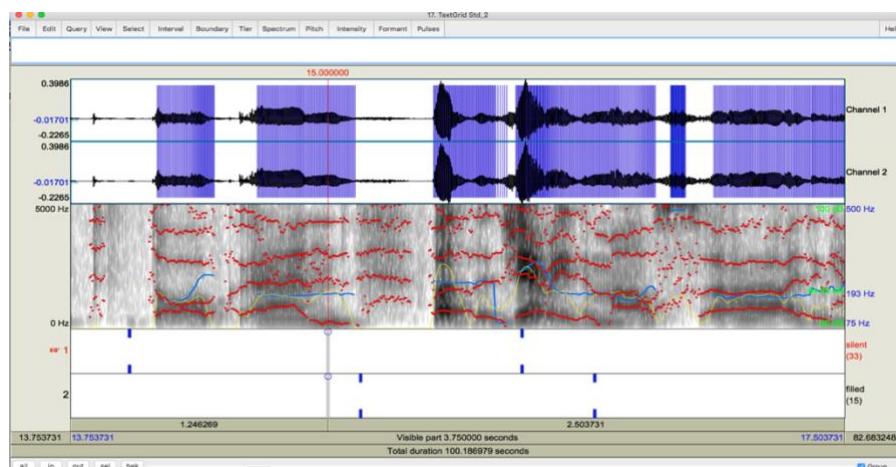 17. TextGrid Std_2
File Edit Query View Select Interval Boundary Tier Spectrum Pitch Intensity Formant Pulses Hel
15.000000
0.3986
-0.01701
-0.2265
0.3986
-0.01701
-0.2265
Channel 1
Channel 2
5000 Hz
0 Hz
500 Hz
193 Hz
75 Hz
1
silent
(33)
2
filled
(15)
1.246269 2.503731
13.753731 13.753731 Visible part 3.750000 seconds 17.503731 82.683248
Total duration 100.186979 seconds
all in out sel bak Group